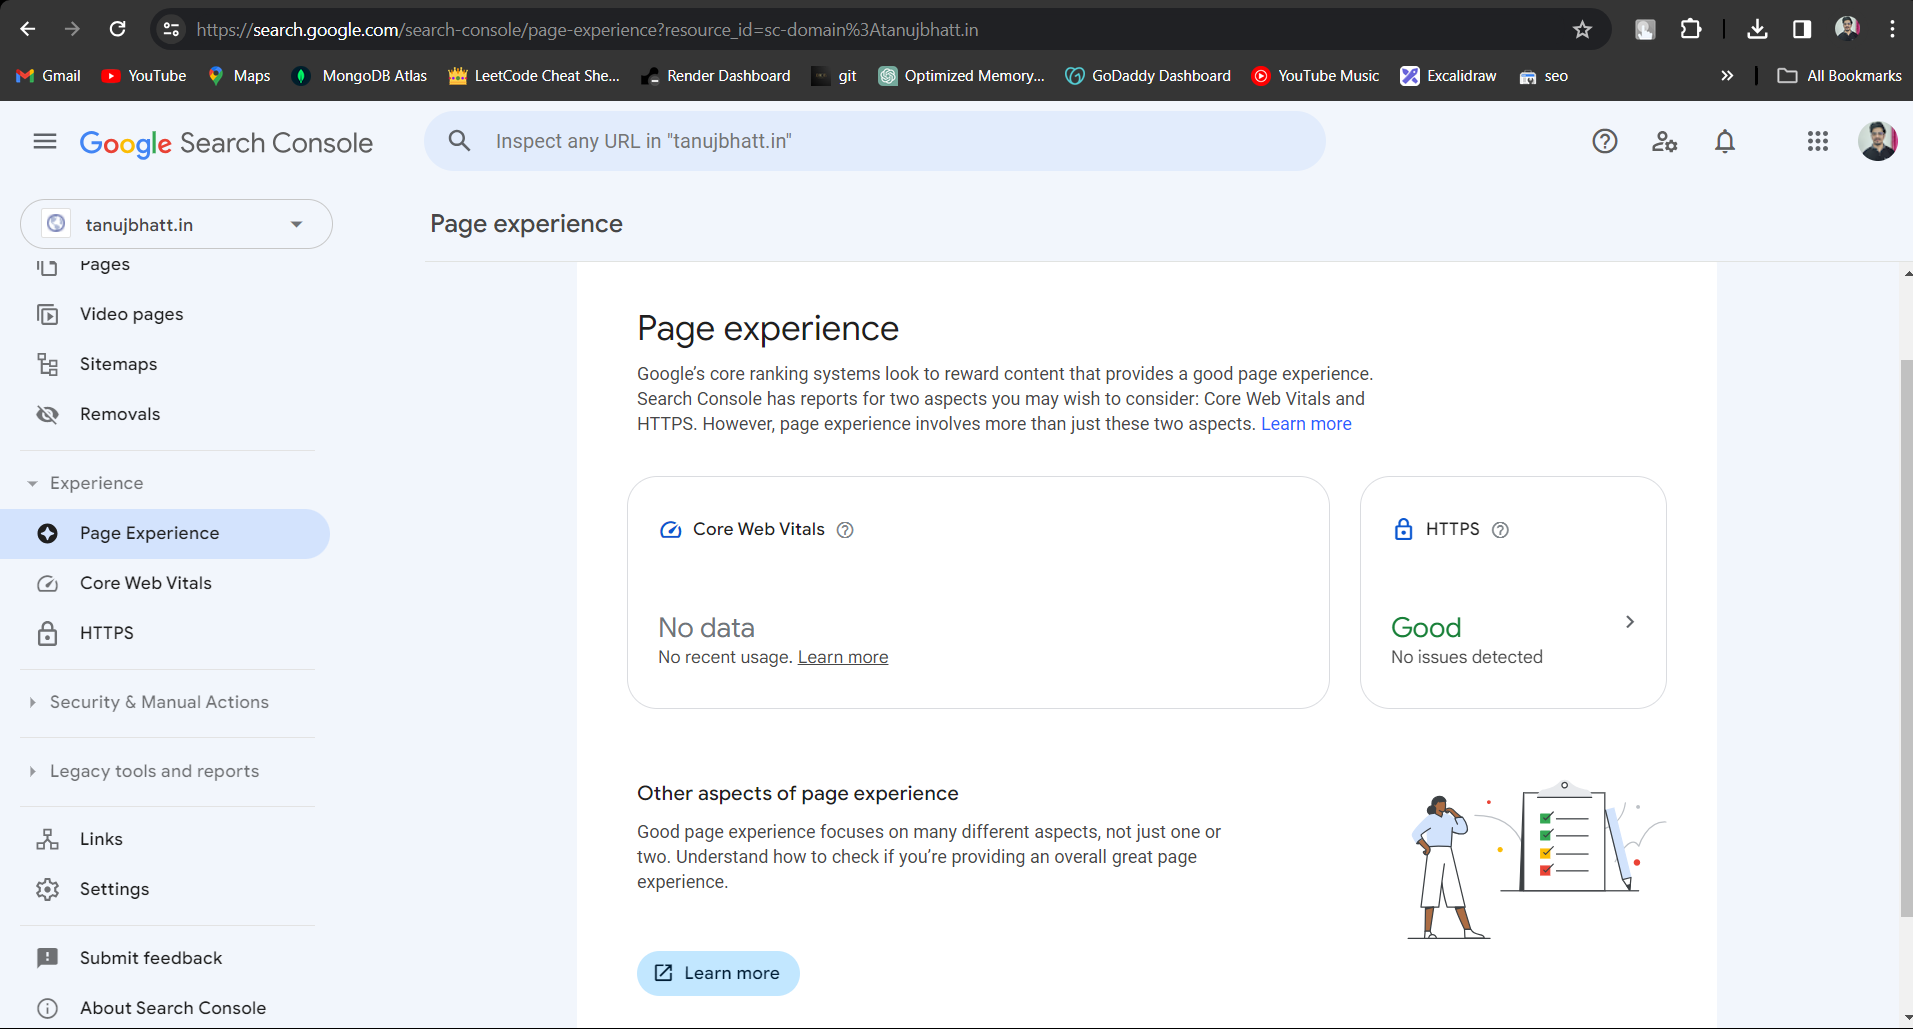 https://search.google.com/search-console/page-experience?resource_id=sc-domain%3Atanujbhatt.in
Gmail YouTube Maps MongoDB Atlas LeetCode Cheat She... Render Dashboard git Optimized Memory... GoDaddy Dashboard YouTube Music Excalidraw seo » All Bookmarks
Google Search Console
Inspect any URL in "tanujbhatt.in"
tanujbhatt.in
Page experience
Pages
Video pages
Sitemaps
Removals
Experience
Page Experience
Core Web Vitals
HTTPS
Security & Manual Actions
Legacy tools and reports
Links
Settings
Submit feedback
About Search Console
Page experience
Google’s core ranking systems look to reward content that provides a good page experience.
Search Console has reports for two aspects you may wish to consider: Core Web Vitals and
HTTPS. However, page experience involves more than just these two aspects. Learn more
Core Web Vitals
No data
No recent usage. Learn more
HTTPS
Good
No issues detected
Other aspects of page experience
Good page experience focuses on many different aspects, not just one or
two. Understand how to check if you’re providing an overall great page
experience.
Learn more